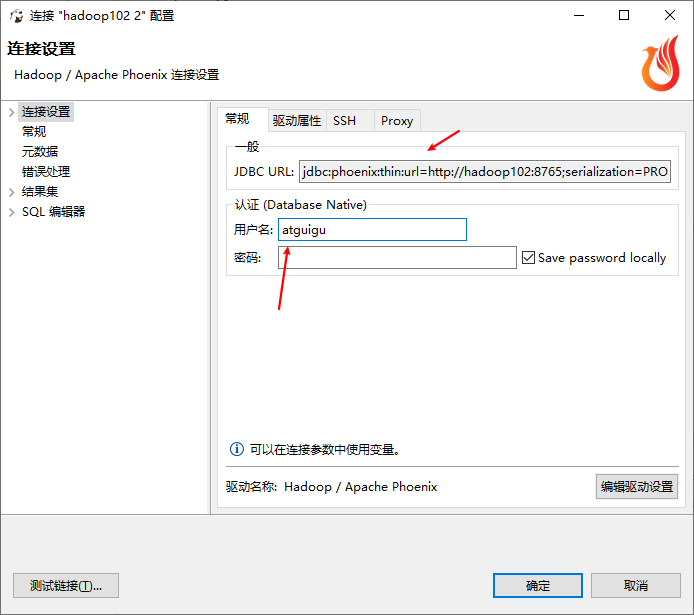 连接 "hadoop102 2" 配置
连接设置
Hadoop / Apache Phoenix 连接设置
连接设置
常规
元数据
错误处理
结果集
SQL 编辑器
常规 驱动属性 SSH Proxy
一般
JDBC URL: jdbc:phoenix:thin:url=http://hadoop102:8765;serialization=PRO
认证 (Database Native)
用户名: atguigu
密码: Save password locally
可以在连接参数中使用变量。
驱动名称: Hadoop / Apache Phoenix 编辑驱动设置
测试链接(T)... 确定 取消